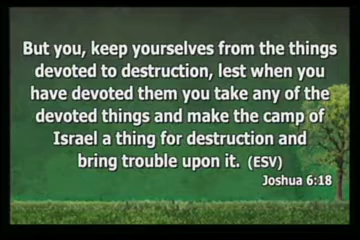 But you, keep yourselves from the things
devoted to destruction, lest when you
have devoted them you take any of the
devoted things and make the camp of
Israel a thing for destruction and
bring trouble upon it. (ESV)
Joshua 6:18